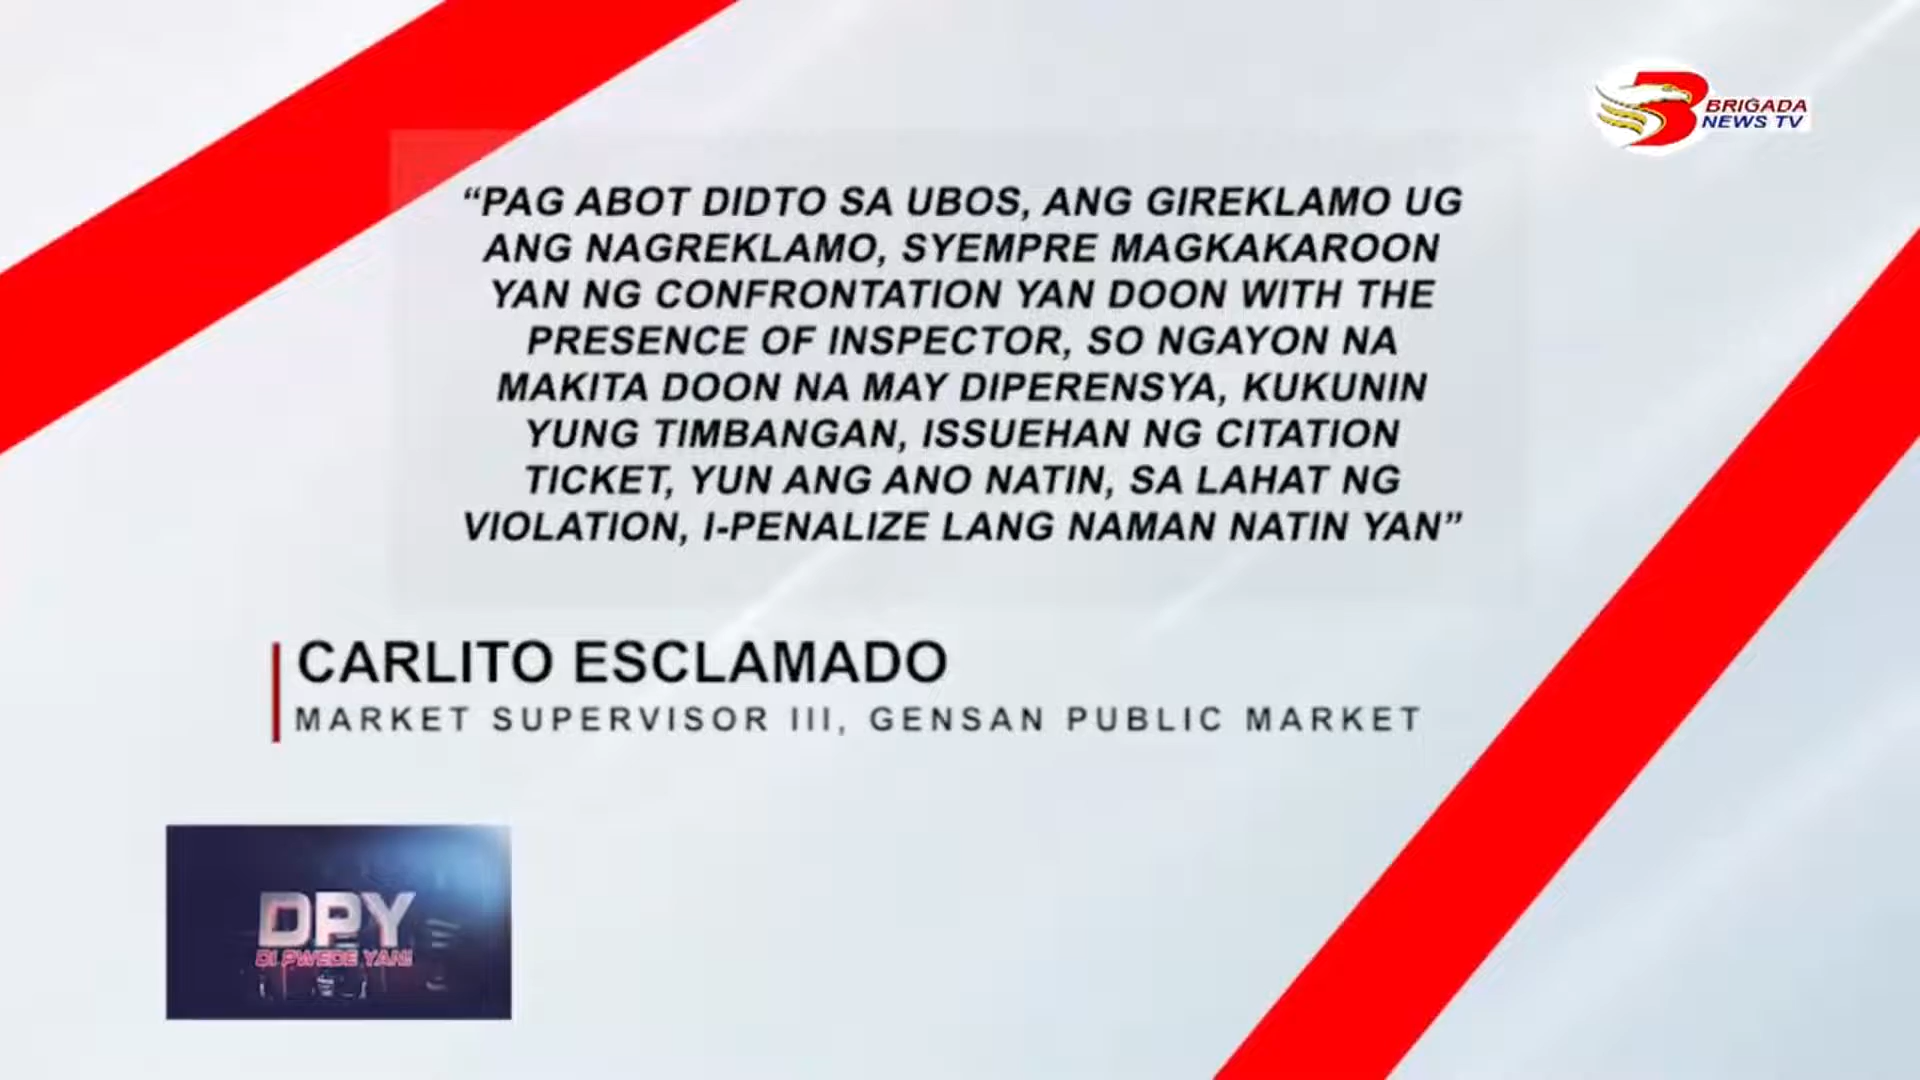 BRIGADA
NEWS TV
“PAG ABOT DIDTO SA UBOS, ANG GIREKLAMO UG
ANG NAGREKLAMO, SYEMPRE MAGKAKAROON
YAN NG CONFRONTATION YAN DOON WITH THE
PRESENCE OF INSPECTOR, SO NGAYON NA
MAKITA DOON NA MAY DIPERENSYA, KUKUNIN
YUNG TIMBANGAN, ISSUEHAN NG CITATION
TICKET, YUN ANG ANO NATIN, SA LAHAT NG
VIOLATION, I-PENALIZE LANG NAMAN NATIN YAN”
CARLITO ESCLAMADO
MARKET SUPERVISOR III, GENSAN PUBLIC MARKET
DPY
DI PWEDE YAN!